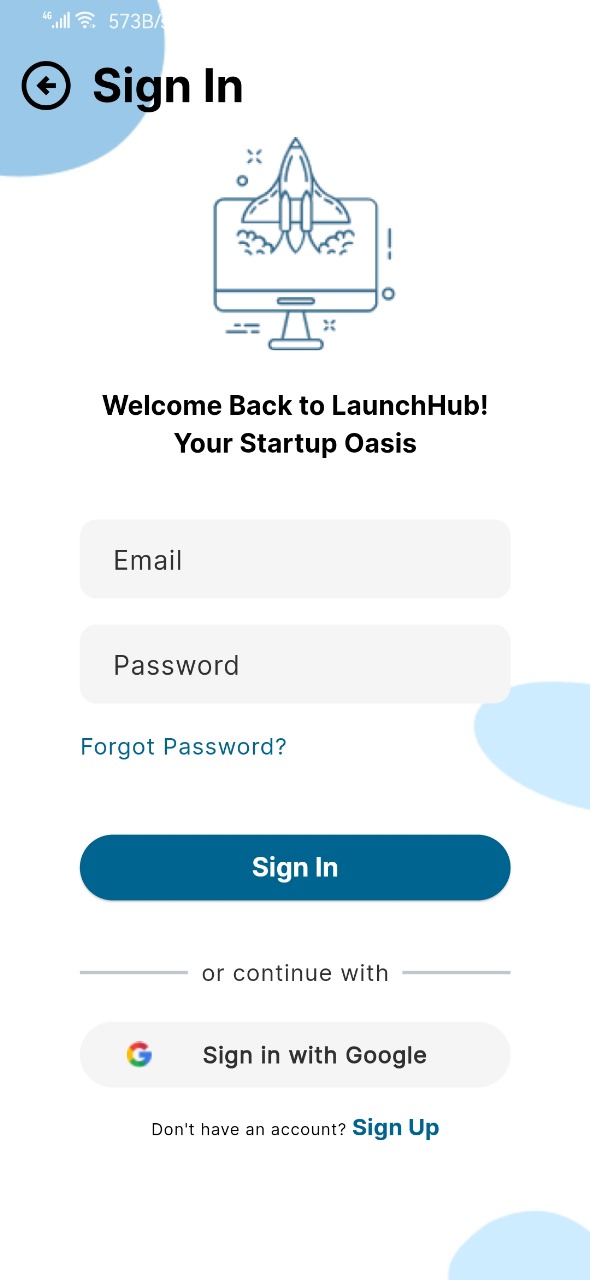 4G 573B/s
Sign In
Welcome Back to LaunchHub!
Your Startup Oasis
Email
Password
Forgot Password?
Sign In
or continue with
Sign in with Google
Don't have an account? Sign Up